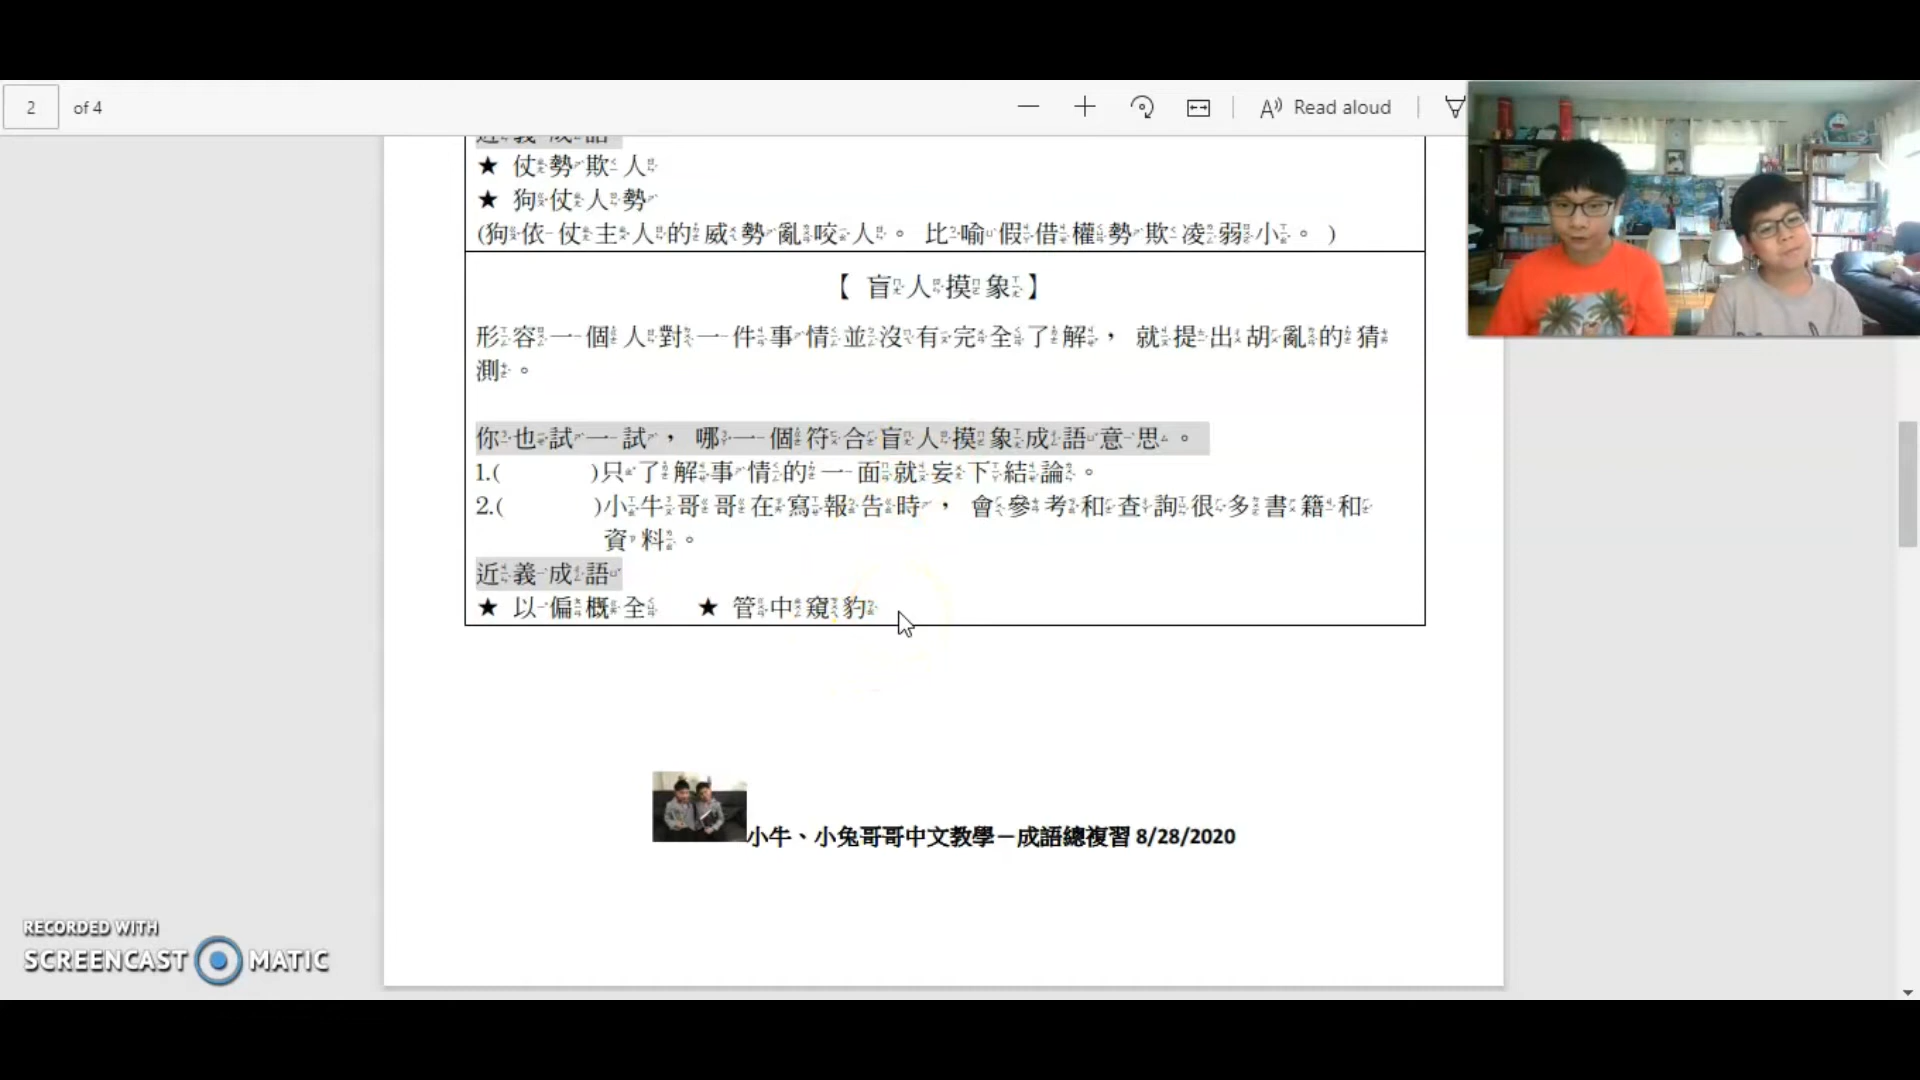 2 of 4 Read aloud
近義成語
★ 仗勢欺人
★ 狗仗人勢
(狗依仗主人的威勢亂咬人。比喻假借權勢欺凌弱小。)
【盲人摸象】
形容一個人對一件事情並沒有完全了解，就提出胡亂的猜
測。
你也試一試，哪一個符合盲人摸象成語意思。
1.( )只了解事情的一面就妄下結論。
2.( )小牛哥哥在寫報告時，會參考和查詢很多書籍和
資料。
近義成語
★ 以偏概全 ★ 管中窺豹
小牛、小兔哥哥中文教學－成語總複習 8/28/2020
RECORDED WITH
SCREENCAST MATIC